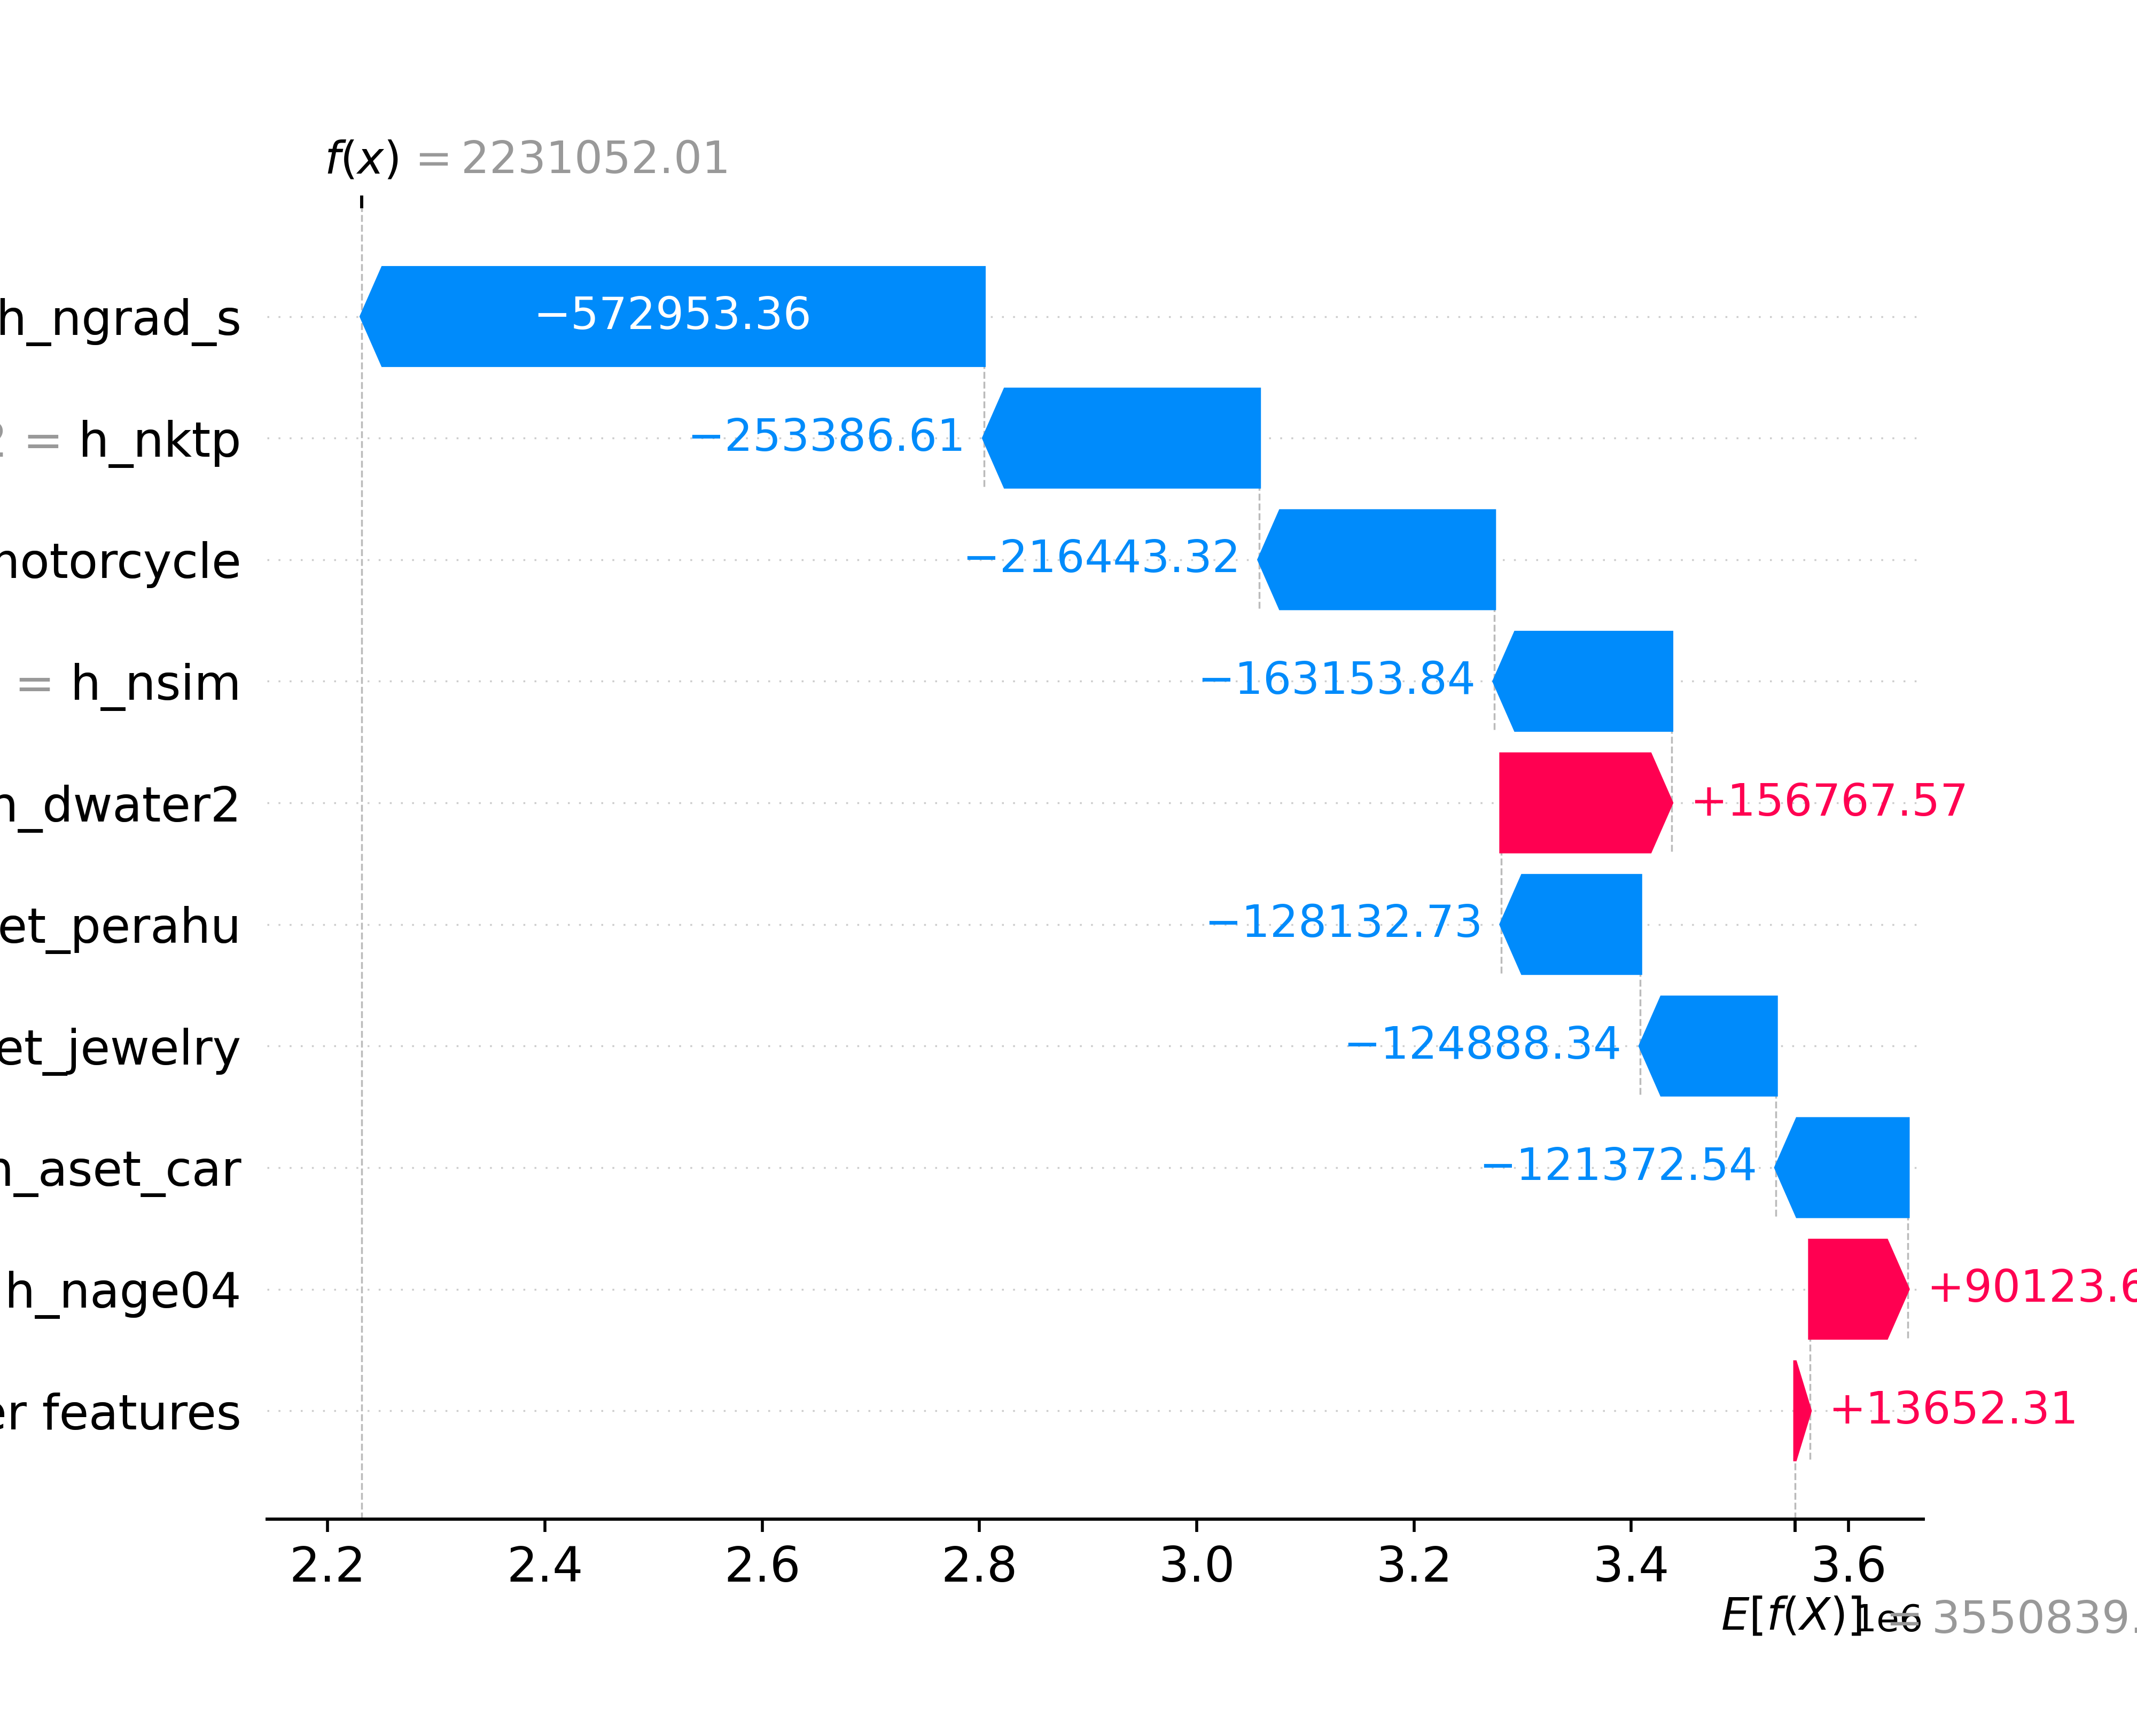 f(x) = 2231052.01
h_ngrad_s −572953.36
= h_nktp −253386.61
motorcycle −216443.32
= h_nsim −163153.84
h_dwater2 +156767.57
et_perahu −128132.73
et_jewelry −124888.34
h_aset_car −121372.54
h_nage04 +90123.6
er features +13652.31
2.2 2.4 2.6 2.8 3.0 3.2 3.4 3.6
E[f(X)] = 3550839.
1e6